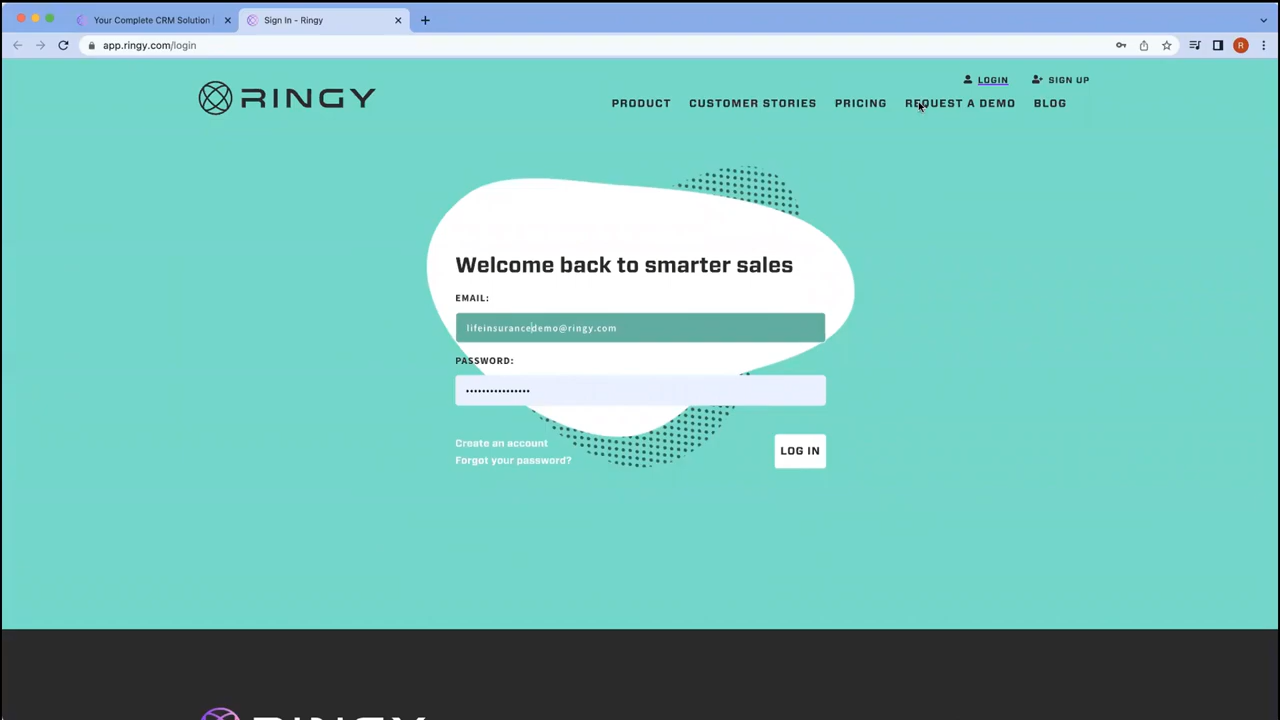 Your Complete CRM Solution |
Sign In - Ringy
app.ringy.com/login
R
LOGIN
SIGN UP
RINGY
PRODUCT
CUSTOMER STORIES
PRICING
REQUEST A DEMO
BLOG
Welcome back to smarter sales
EMAIL:
lifeinsurancedemo@ringy.com
PASSWORD:
••••••••••••••••
Create an account
Forgot your password?
LOG IN
RINGY